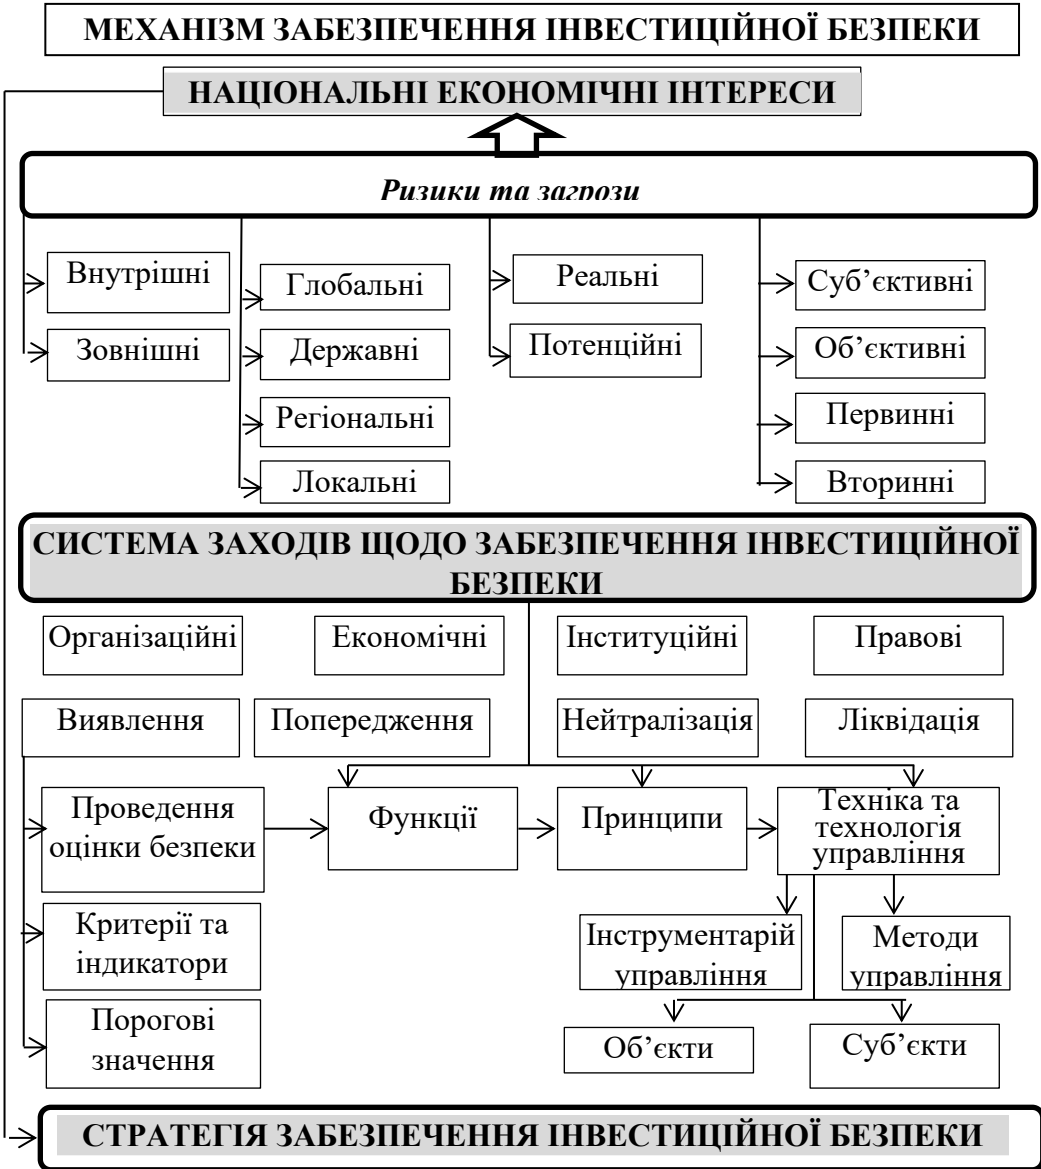 МЕХАНІЗМ ЗАБЕЗПЕЧЕННЯ ІНВЕСТИЦІЙНОЇ БЕЗПЕКИ
НАЦІОНАЛЬНІ ЕКОНОМІЧНІ ІНТЕРЕСИ
Ризики та загрози
Внутрішні
Зовнішні
Глобальні
Державні
Регіональні
Локальні
Реальні
Потенційні
Суб’єктивні
Об’єктивні
Первинні
Вторинні
СИСТЕМА ЗАХОДІВ ЩОДО ЗАБЕЗПЕЧЕННЯ ІНВЕСТИЦІЙНОЇ
БЕЗПЕКИ
Організаційні
Економічні
Інституційні
Правові
Виявлення
Попередження
Нейтралізація
Ліквідація
Проведення
оцінки безпеки
Функції
Принципи
Техніка та
технологія
управління
Критерії та
індикатори
Інструментарій
управління
Методи
управління
Порогові
значення
Об’єкти
Суб’єкти
СТРАТЕГІЯ ЗАБЕЗПЕЧЕННЯ ІНВЕСТИЦІЙНОЇ БЕЗПЕКИ